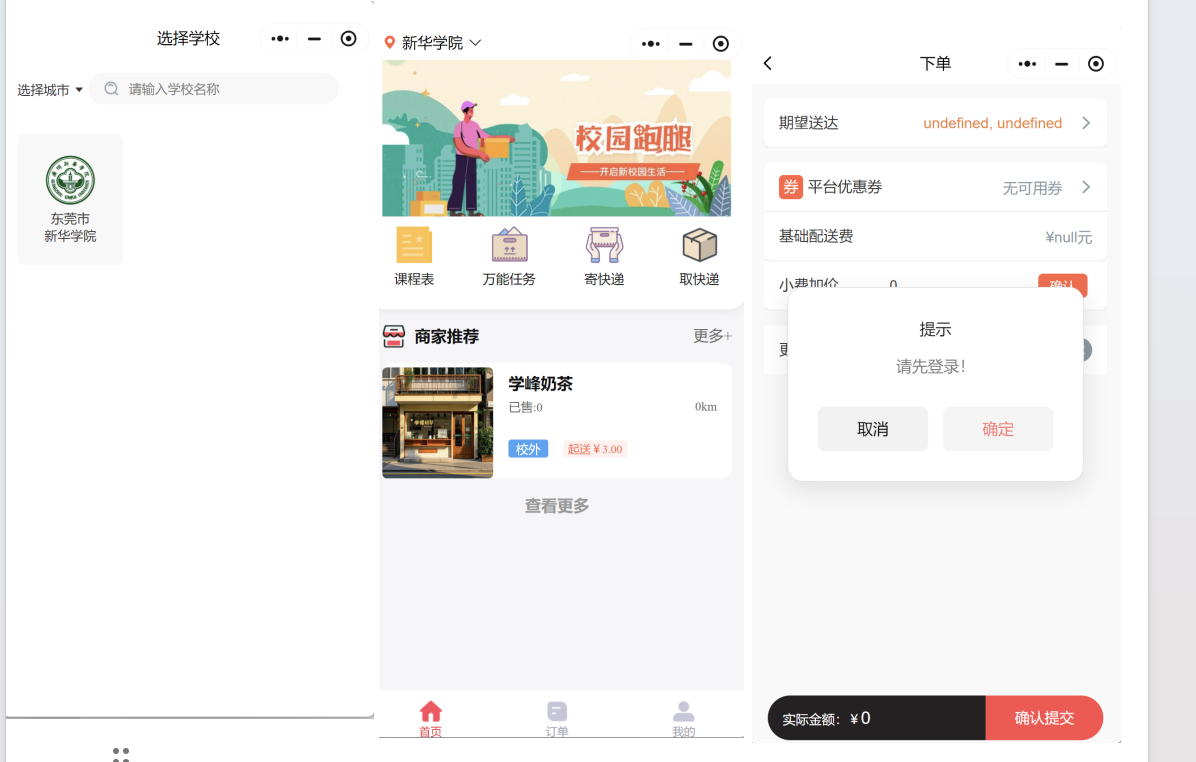 选择学校
选择城市
请输入学校名称
东莞市
新华学院
新华学院
校园跑腿
开启新校园生活
课程表
万能任务
寄快递
取快递
商家推荐
更多+
学峰奶茶
已售:0
0km
校外
起送¥3.00
查看更多
首页
订单
我的
下单
期望送达
undefined, undefined
券 平台优惠券
无可用券
基础配送费
¥null元
小费加价
0
确认
更
提示
请先登录！
取消
确定
实际金额：¥0
确认提交